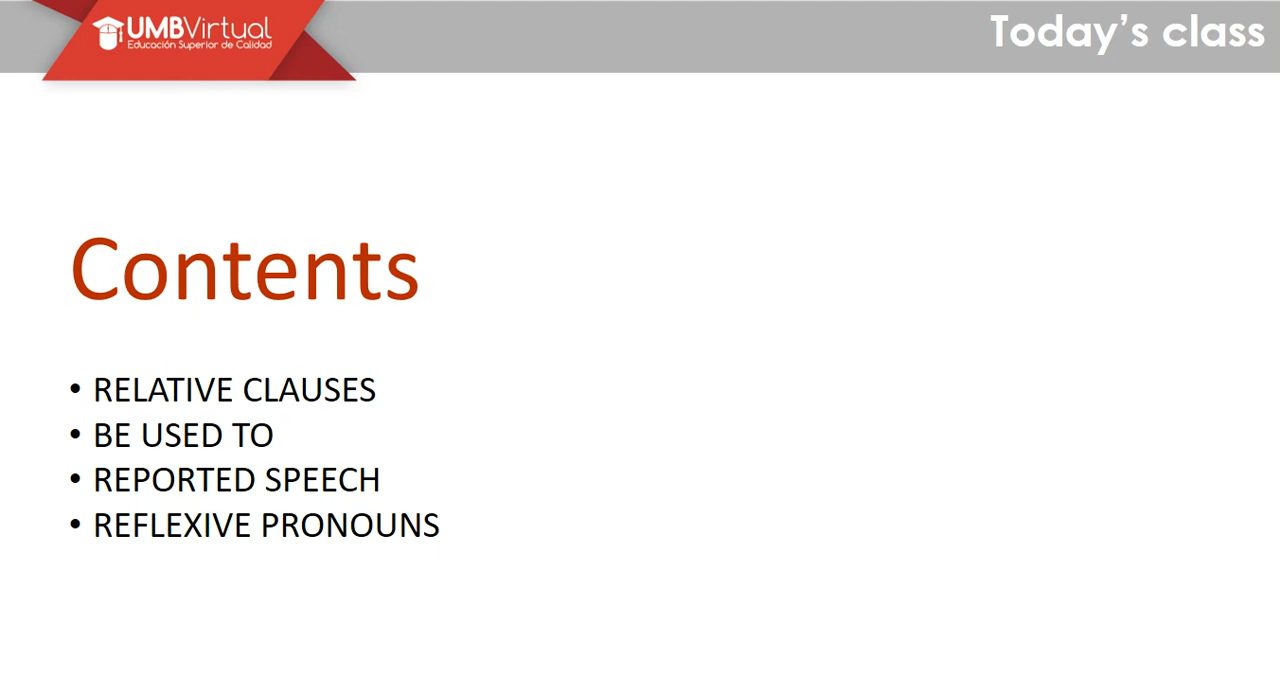 UMBVirtual
Educación Superior de Calidad
Today's class
Contents
• RELATIVE CLAUSES
• BE USED TO
• REPORTED SPEECH
• REFLEXIVE PRONOUNS